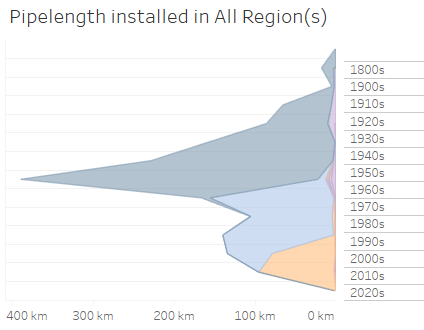 Pipelength installed in All Region(s)
1800s
1900s
1910s
1920s
1930s
1940s
1950s
1960s
1970s
1980s
1990s
2000s
2010s
2020s
400 km 300 km 200 km 100 km 0 km